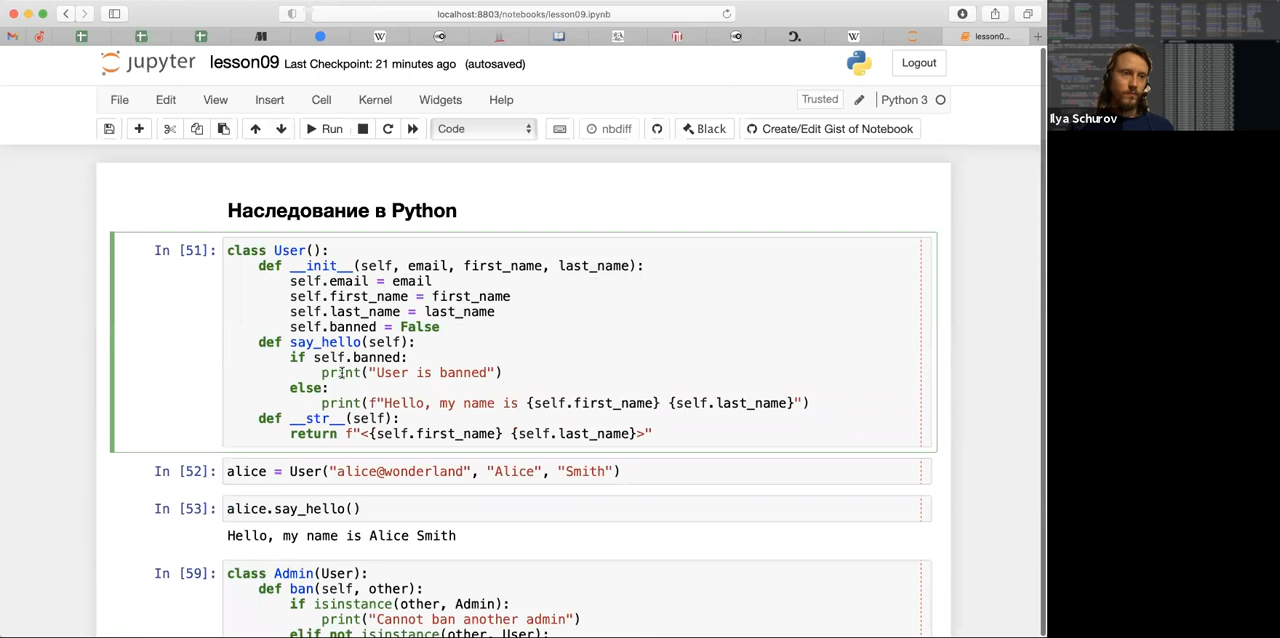 localhost:8803/notebooks/lesson09.ipynb
lesson0...
jupyter lesson09 Last Checkpoint: 21 minutes ago (autosaved)
Logout
File Edit View Insert Cell Kernel Widgets Help
Trusted Python 3
Run Code nbdiff Black Create/Edit Gist of Notebook
Ilya Schurov
Наследование в Python
In [51]: class User():
def __init__(self, email, first_name, last_name):
self.email = email
self.first_name = first_name
self.last_name = last_name
self.banned = False
def say_hello(self):
if self.banned:
print("User is banned")
else:
print(f"Hello, my name is {self.first_name} {self.last_name}")
def __str__(self):
return f"<{self.first_name} {self.last_name}>"
In [52]: alice = User("alice@wonderland", "Alice", "Smith")
In [53]: alice.say_hello()
Hello, my name is Alice Smith
In [59]: class Admin(User):
def ban(self, other):
if isinstance(other, Admin):
print("Cannot ban another admin")
elif not isinstance(other, User):